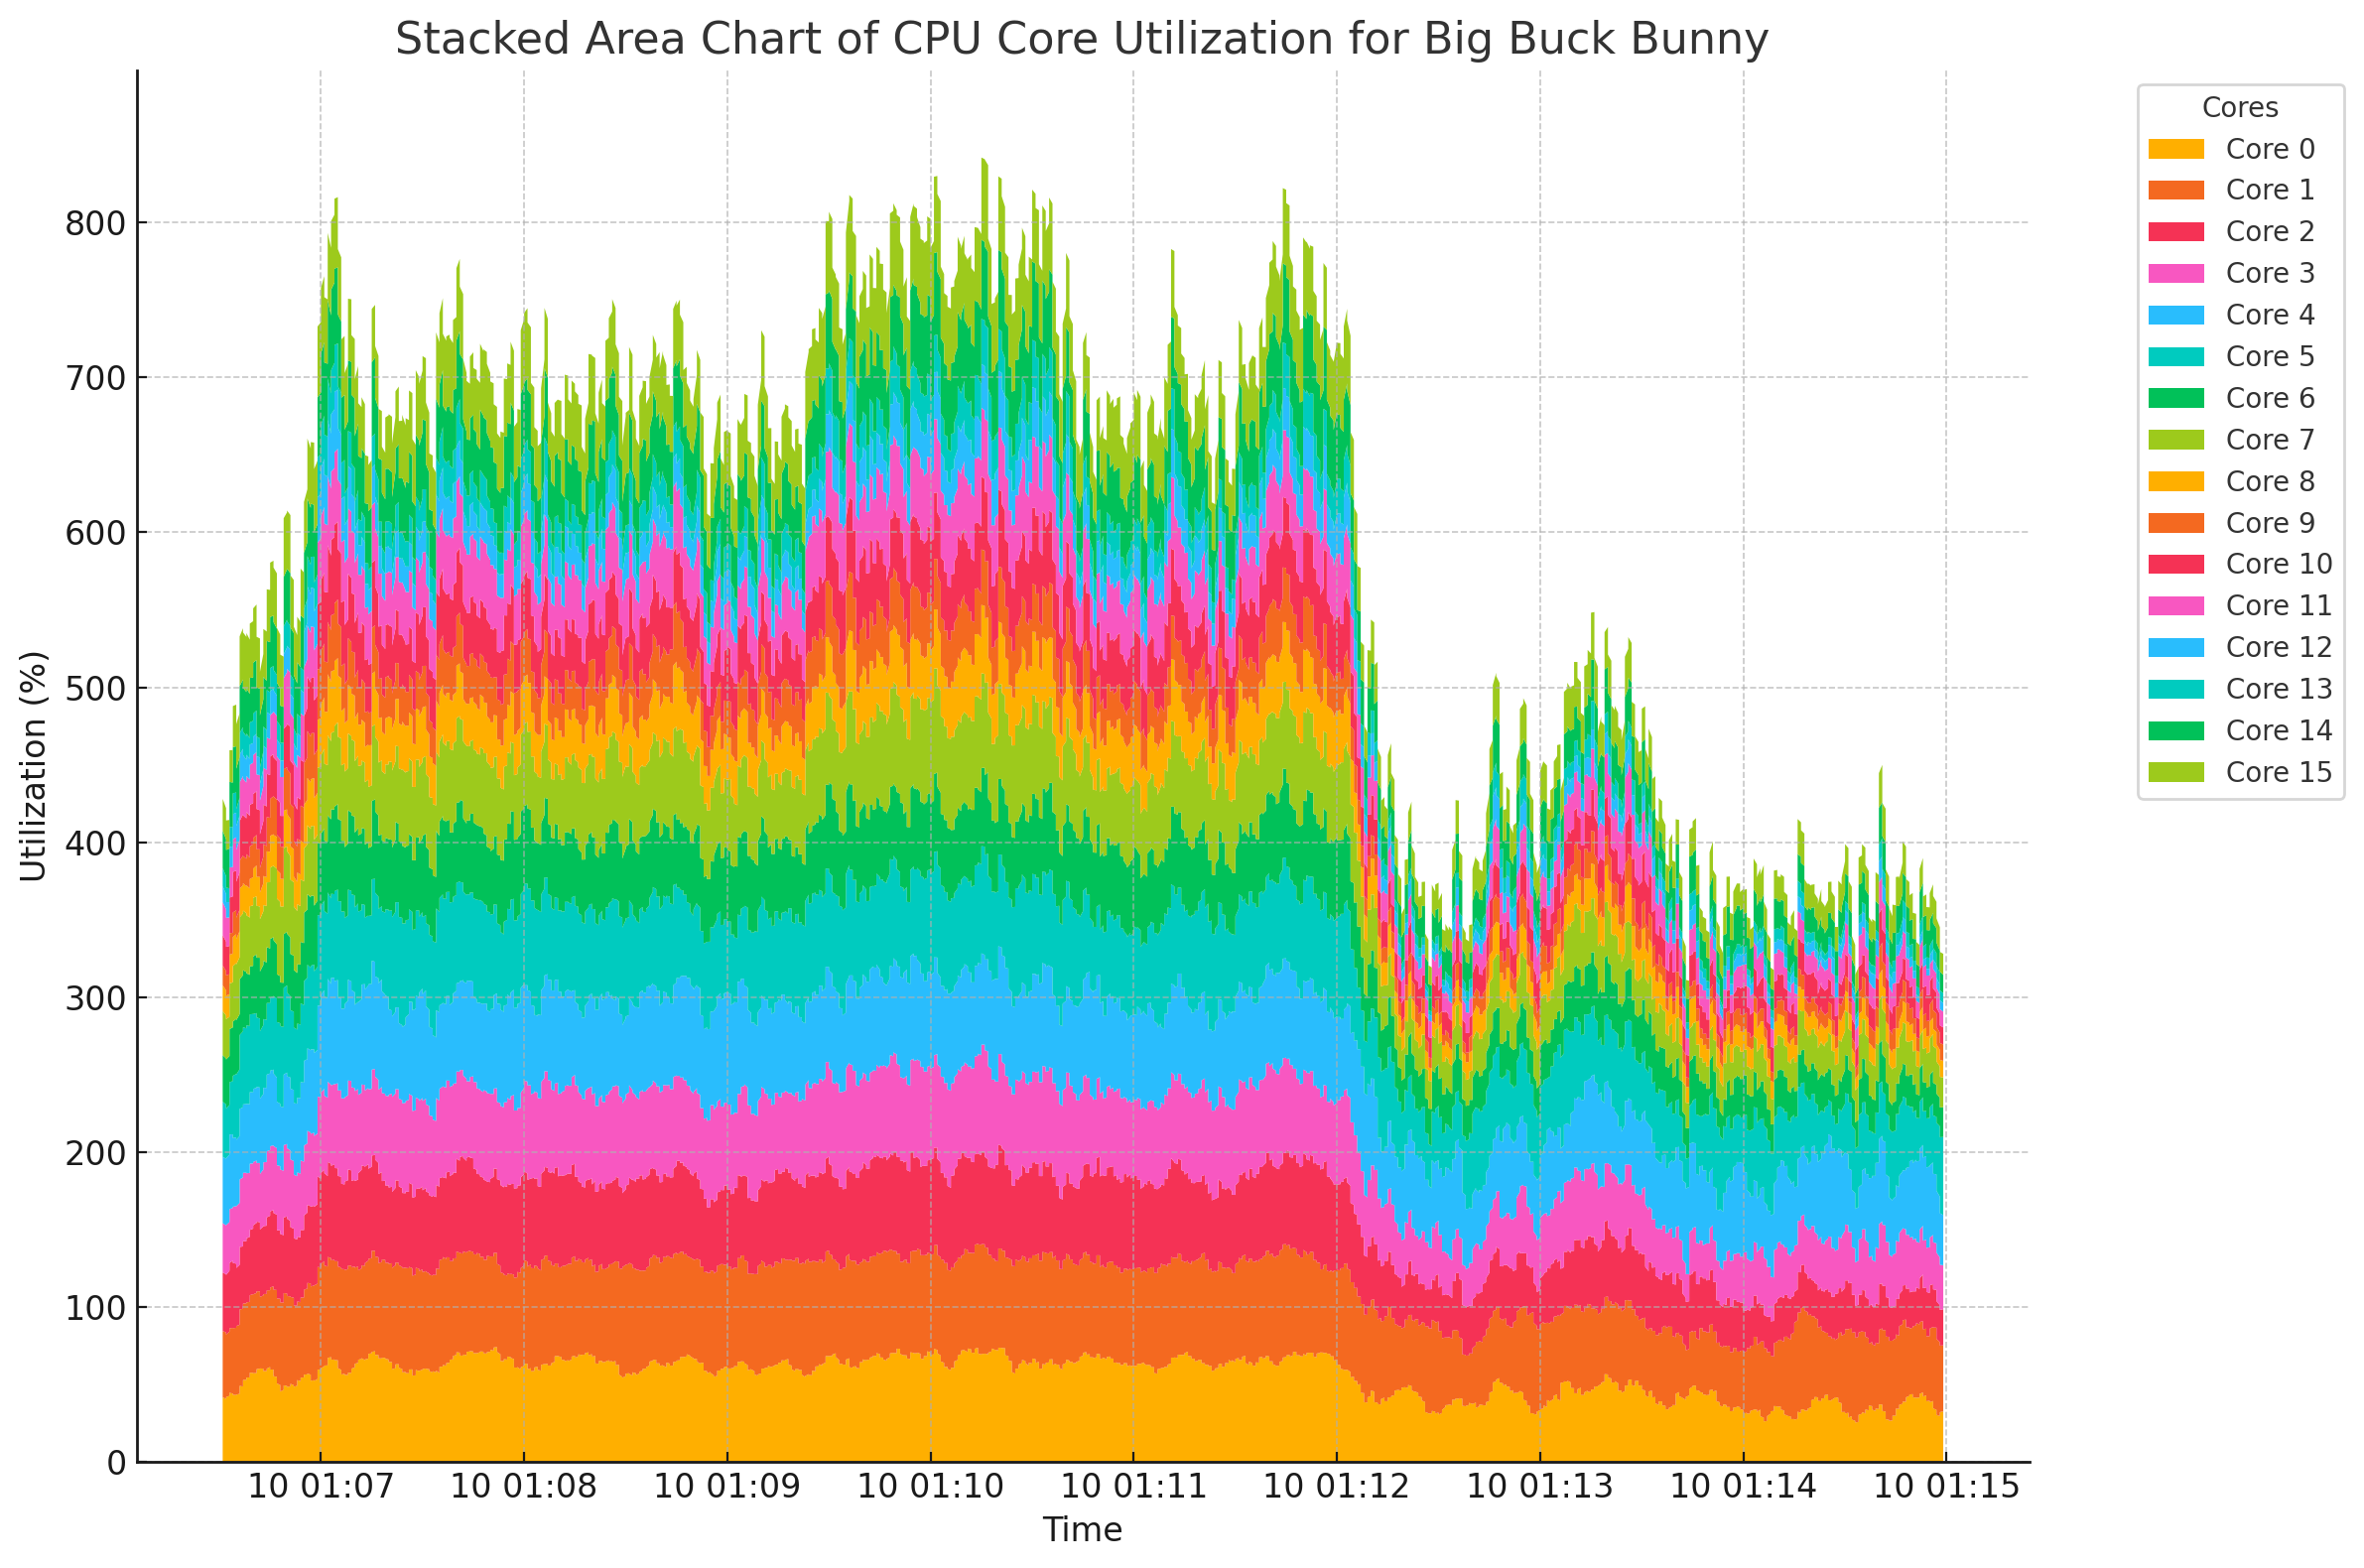 Stacked Area Chart of CPU Core Utilization for Big Buck Bunny
Utilization (%)
800
700
600
500
400
300
200
100
0
10 01:07
10 01:08
10 01:09
10 01:10
10 01:11
10 01:12
10 01:13
10 01:14
10 01:15
Time
Cores
Core 0
Core 1
Core 2
Core 3
Core 4
Core 5
Core 6
Core 7
Core 8
Core 9
Core 10
Core 11
Core 12
Core 13
Core 14
Core 15